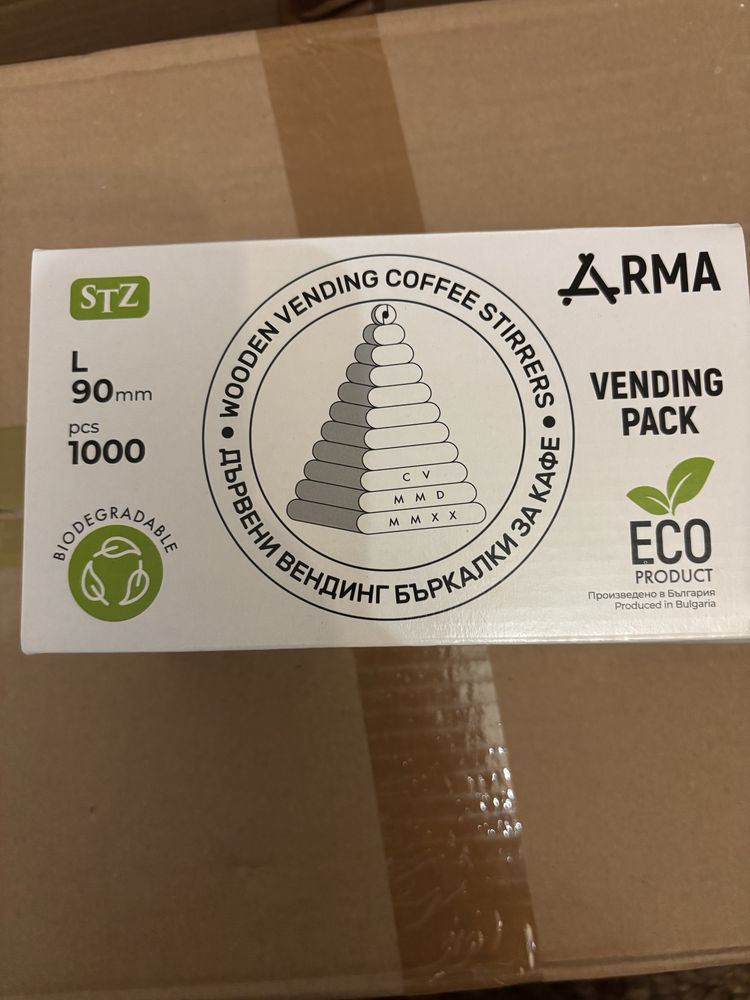 STZ
L
90mm
pcs
1000
BIODEGRADABLE
WOODEN VENDING COFFEE STIRRERS
ДЪРВЕНИ ВЕНДИНГ БЪРКАЛКИ ЗА КАФЕ
C V
M M D
M M X X
ARMA
VENDING
PACK
ECO
PRODUCT
Произведено в България
Produced in Bulgaria